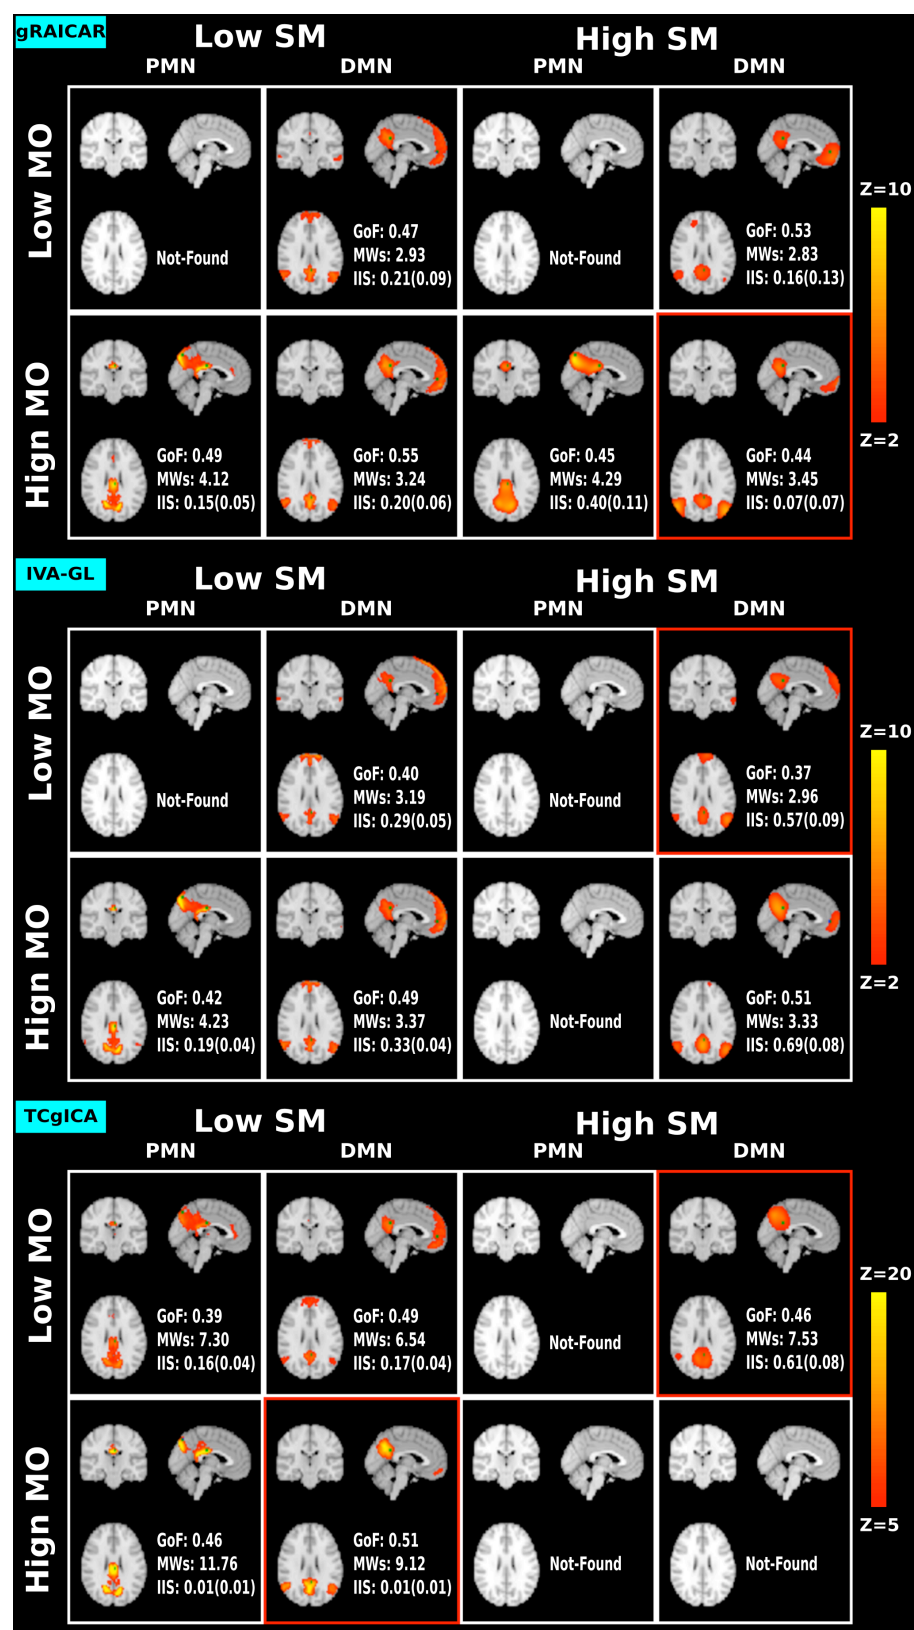 gRAICAR
Low SM High SM
PMN DMN PMN DMN
Low MO
Not-Found
GoF: 0.47
MWs: 2.93
IIS: 0.21(0.09)
Not-Found
GoF: 0.53
MWs: 2.83
IIS: 0.16(0.13)
Z=10
Z=2
Hign MO
GoF: 0.49
MWs: 4.12
IIS: 0.15(0.05)
GoF: 0.55
MWs: 3.24
IIS: 0.20(0.06)
GoF: 0.45
MWs: 4.29
IIS: 0.40(0.11)
GoF: 0.44
MWs: 3.45
IIS: 0.07(0.07)
IVA-GL
Low SM High SM
PMN DMN PMN DMN
Low MO
Not-Found
GoF: 0.40
MWs: 3.19
IIS: 0.29(0.05)
Not-Found
GoF: 0.37
MWs: 2.96
IIS: 0.57(0.09)
Z=10
Z=2
Hign MO
GoF: 0.42
MWs: 4.23
IIS: 0.19(0.04)
GoF: 0.49
MWs: 3.37
IIS: 0.33(0.04)
Not-Found
GoF: 0.51
MWs: 3.33
IIS: 0.69(0.08)
TCgICA
Low SM High SM
PMN DMN PMN DMN
Low MO
GoF: 0.39
MWs: 7.30
IIS: 0.16(0.04)
GoF: 0.49
MWs: 6.54
IIS: 0.17(0.04)
Not-Found
GoF: 0.46
MWs: 7.53
IIS: 0.61(0.08)
Z=20
Z=5
Hign MO
GoF: 0.46
MWs: 11.76
IIS: 0.01(0.01)
GoF: 0.51
MWs: 9.12
IIS: 0.01(0.01)
Not-Found
Not-Found